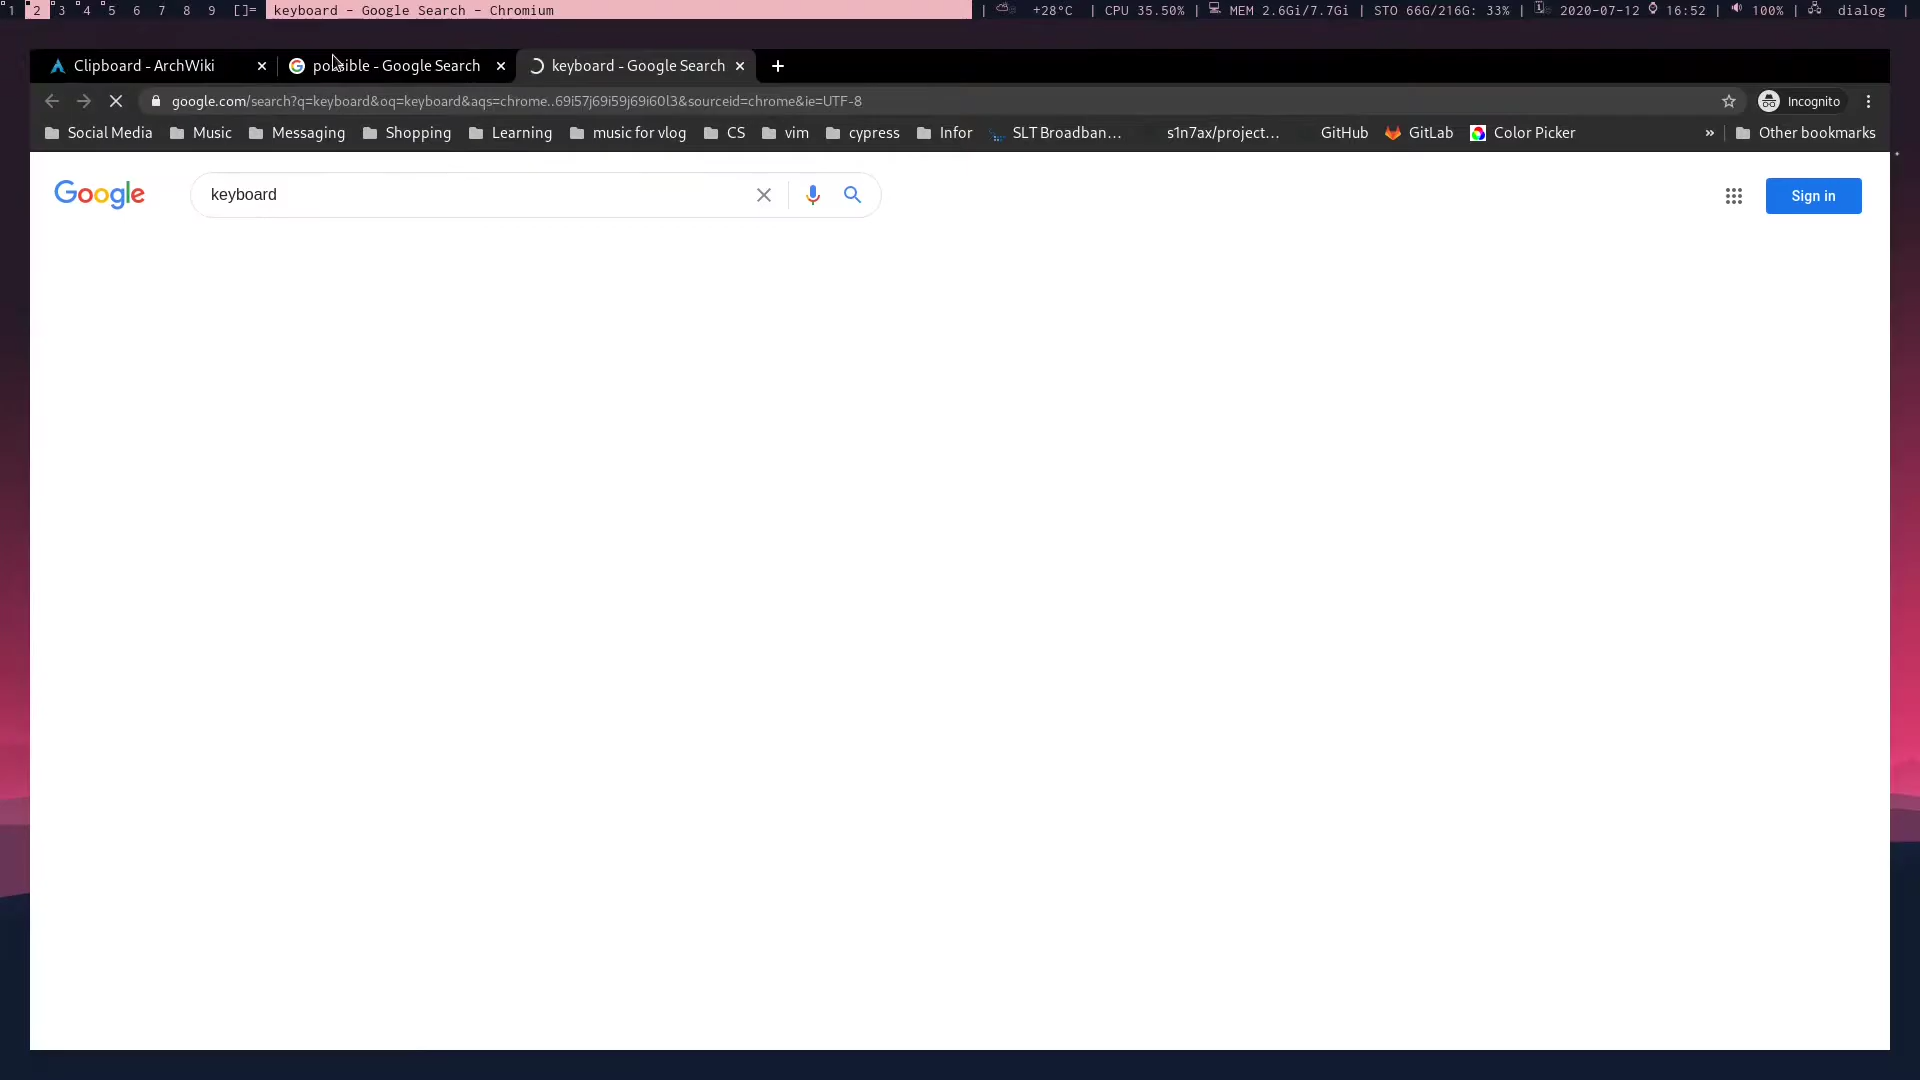 1 2 3 4 5 6 7 8 9 []= keyboard - Google Search - Chromium | +28°C | CPU 35.50% | MEM 2.6Gi/7.7Gi | STO 66G/216G: 33% | 2020-07-12 16:52 | 100% | dialog |
Clipboard - ArchWiki × possible - Google Search × keyboard - Google Search × +
google.com/search?q=keyboard&oq=keyboard&aqs=chrome..69i57j69i59j69i60l3&sourceid=chrome&ie=UTF-8 Incognito
Social Media Music Messaging Shopping Learning music for vlog CS vim cypress Infor SLT Broadban... s1n7ax/project... GitHub GitLab Color Picker » Other bookmarks
Google keyboard Sign in